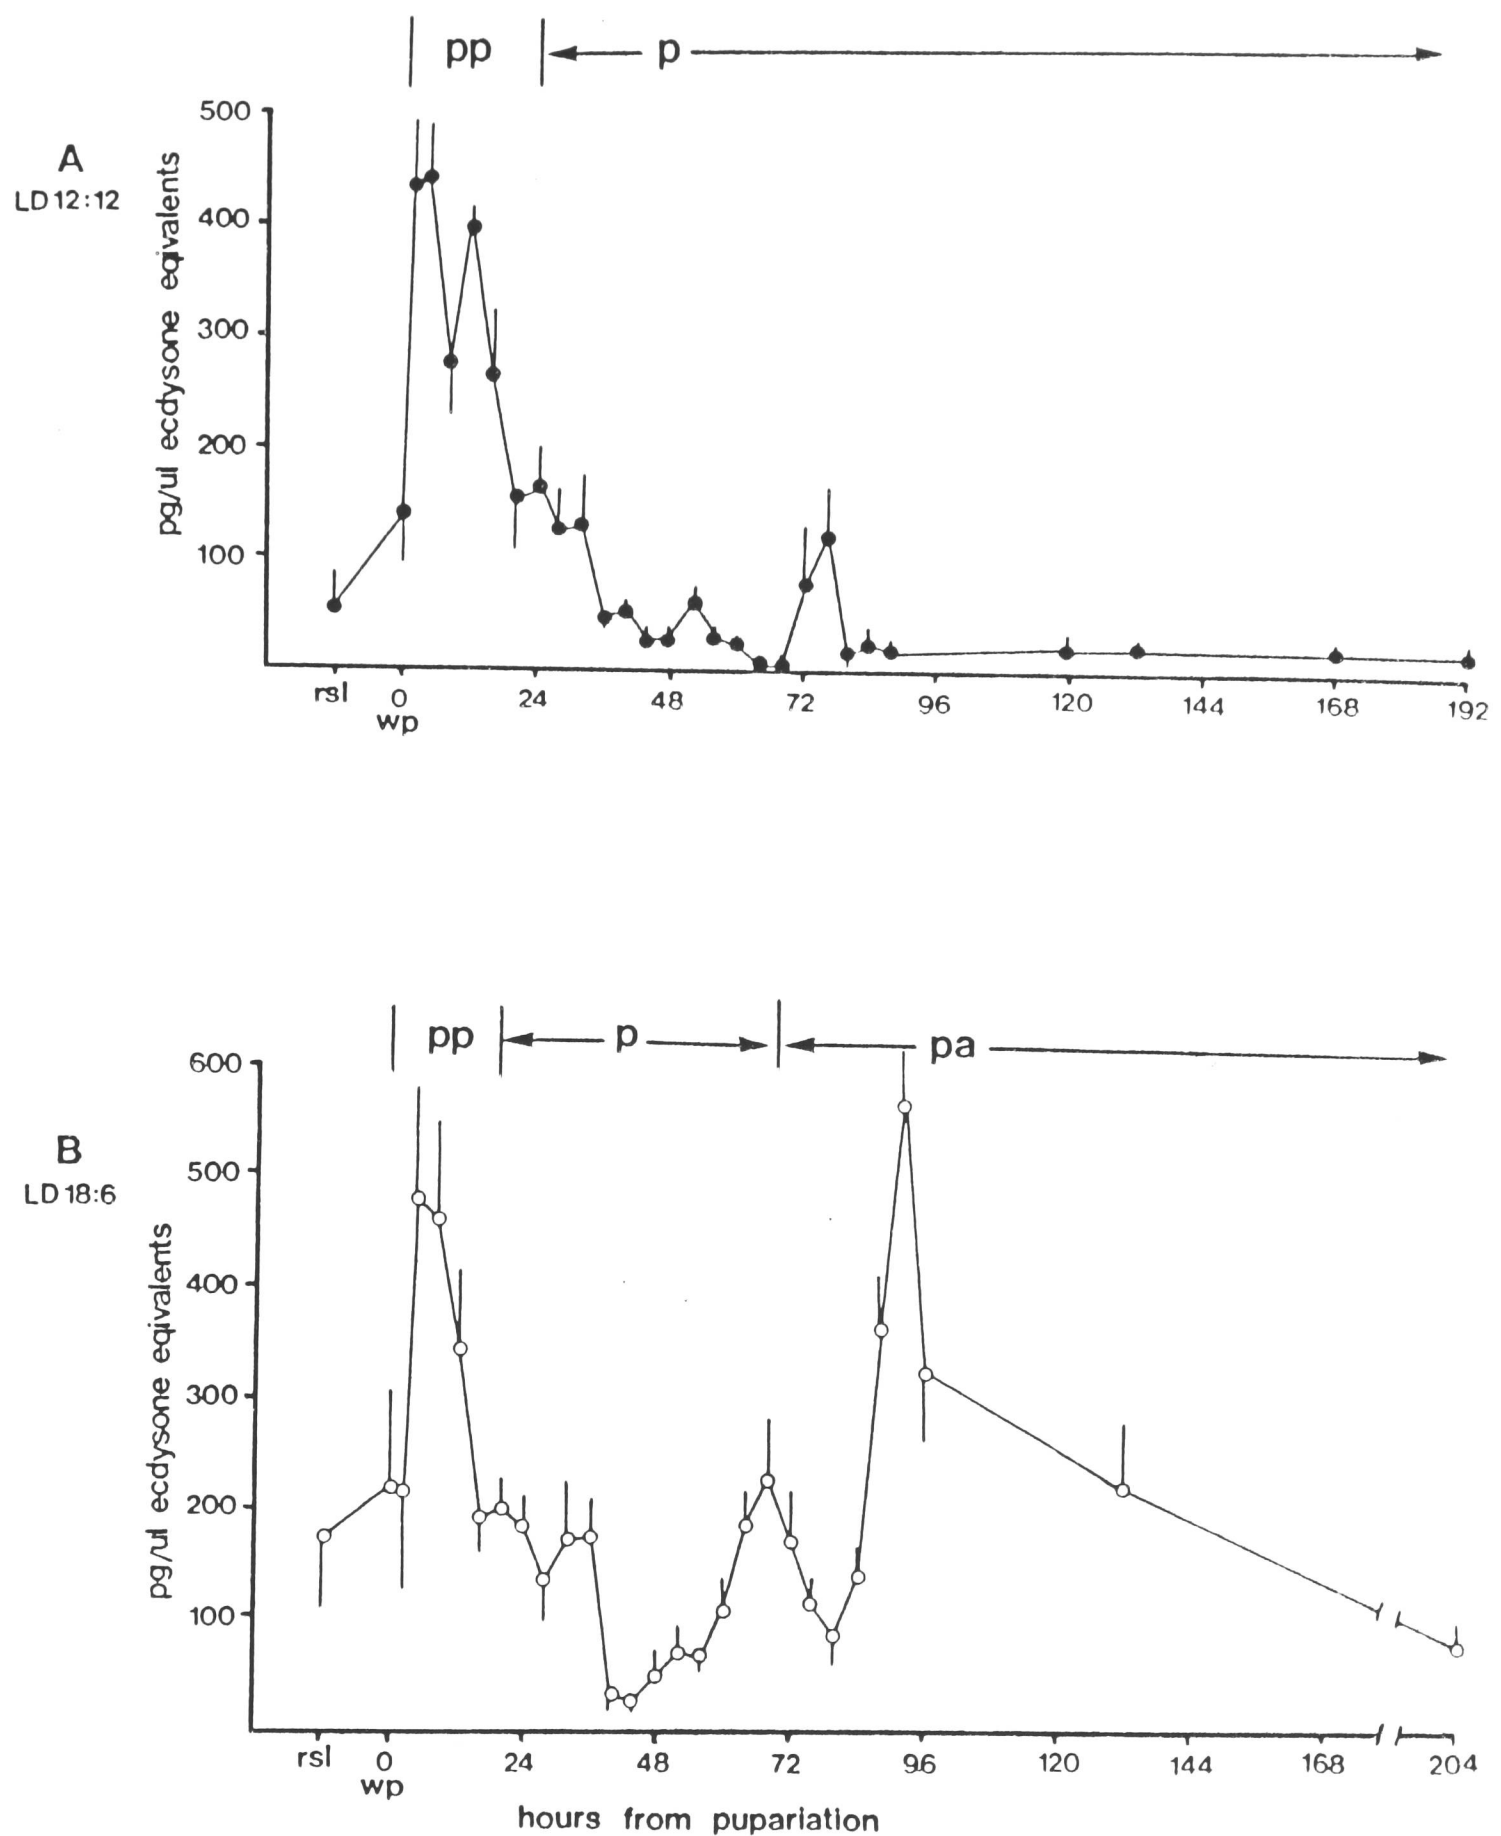 pp p
500
A
LD 12:12
400
300
200
100
pg/ul ecdysone eqivalents
rsl 0 24 48 72 96 120 144 168 192
wp
pp p pa
600
B
LD 18:6
500
400
300
200
100
pg/ul ecdysone eqivalents
rsl 0 24 48 72 96 120 144 168 204
wp
hours from pupariation